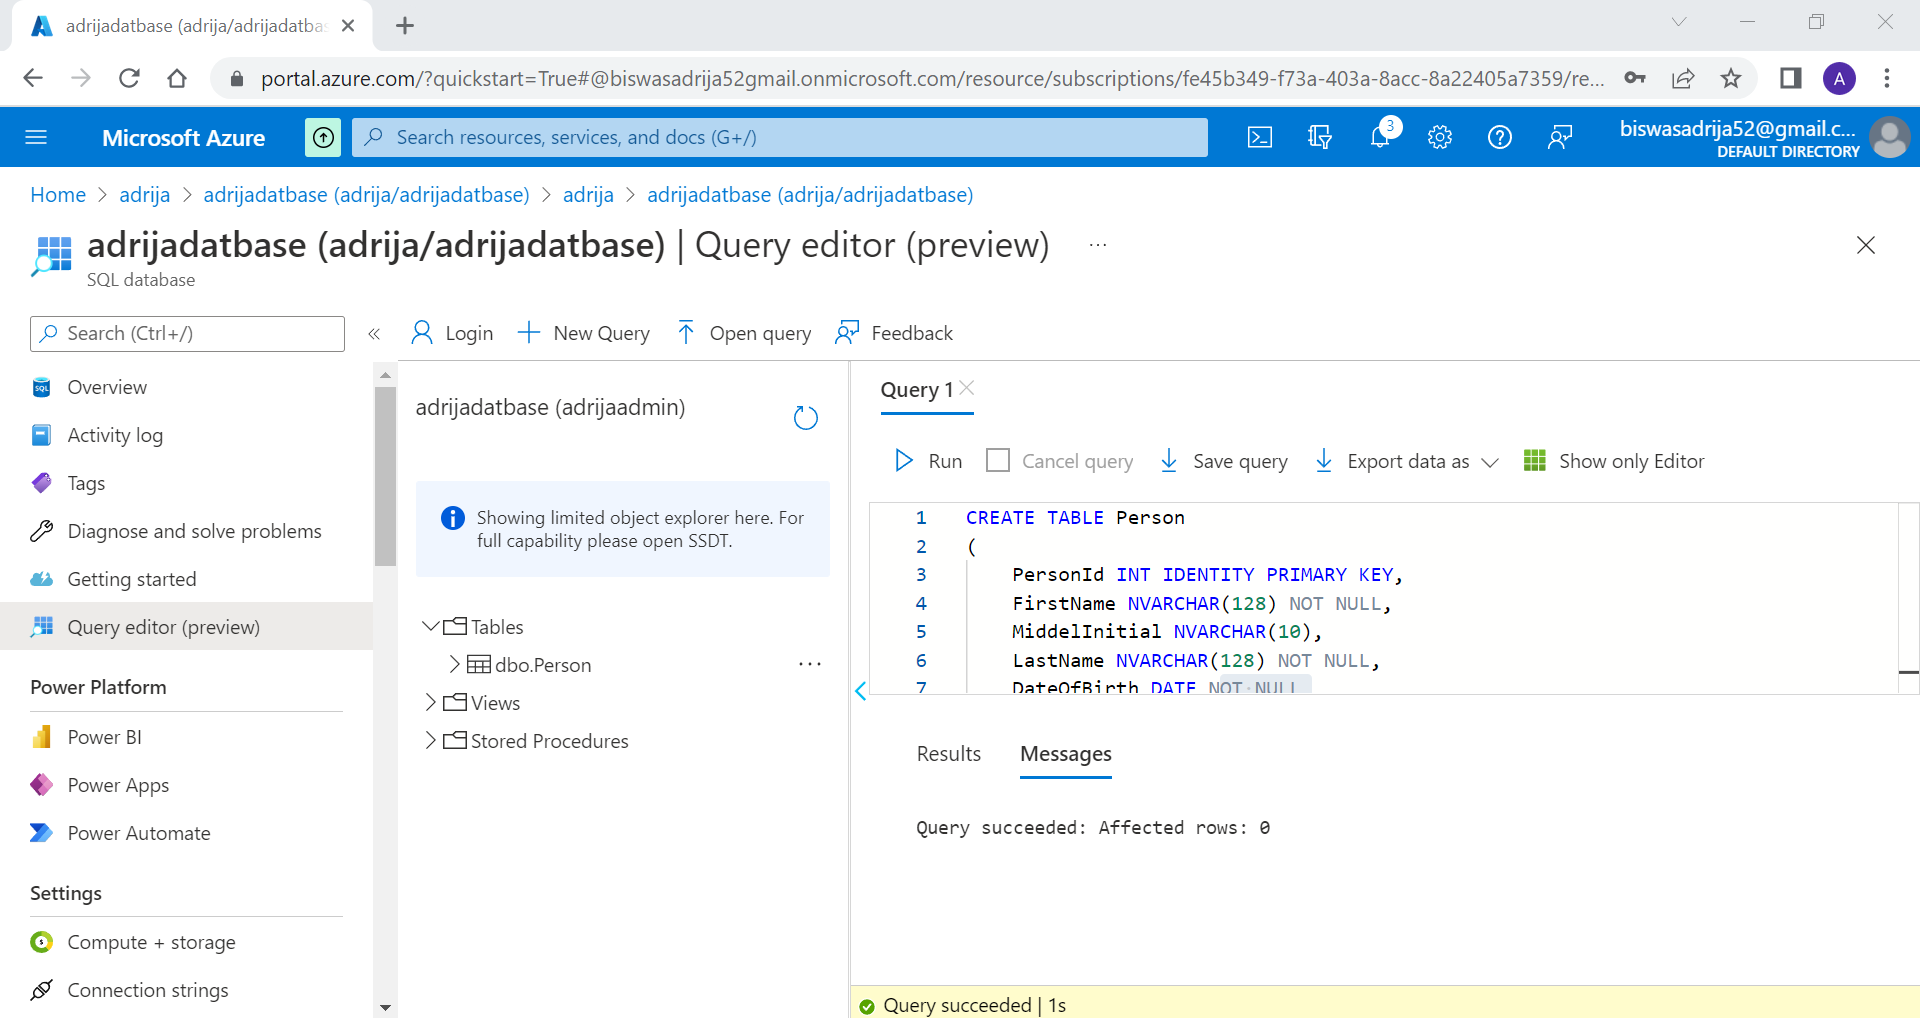 adrijadatbase (adrija/adrijadatbas
portal.azure.com/?quickstart=True#@biswasadrija52gmail.onmicrosoft.com/resource/subscriptions/fe45b349-f73a-403a-8acc-8a22405a7359/re...
A
Microsoft Azure
Search resources, services, and docs (G+/)
3
biswasadrija52@gmail.c...
DEFAULT DIRECTORY
Home > adrija > adrijadatbase (adrija/adrijadatbase) > adrija > adrijadatbase (adrija/adrijadatbase)
adrijadatbase (adrija/adrijadatbase) | Query editor (preview) ...
SQL database
Search (Ctrl+/)
«
Login
New Query
Open query
Feedback
Overview
Activity log
Tags
Diagnose and solve problems
Getting started
Query editor (preview)
Power Platform
Power BI
Power Apps
Power Automate
Settings
Compute + storage
Connection strings
adrijadatbase (adrijaadmin)
Showing limited object explorer here. For
full capability please open SSDT.
Tables
dbo.Person
...
Views
Stored Procedures
Query 1
Run
Cancel query
Save query
Export data as
Show only Editor
1 CREATE TABLE Person
2 (
3 PersonId INT IDENTITY PRIMARY KEY,
4 FirstName NVARCHAR(128) NOT NULL,
5 MiddelInitial NVARCHAR(10),
6 LastName NVARCHAR(128) NOT NULL,
7 DateOfBirth DATE NOT NULL
Results
Messages
Query succeeded: Affected rows: 0
Query succeeded | 1s